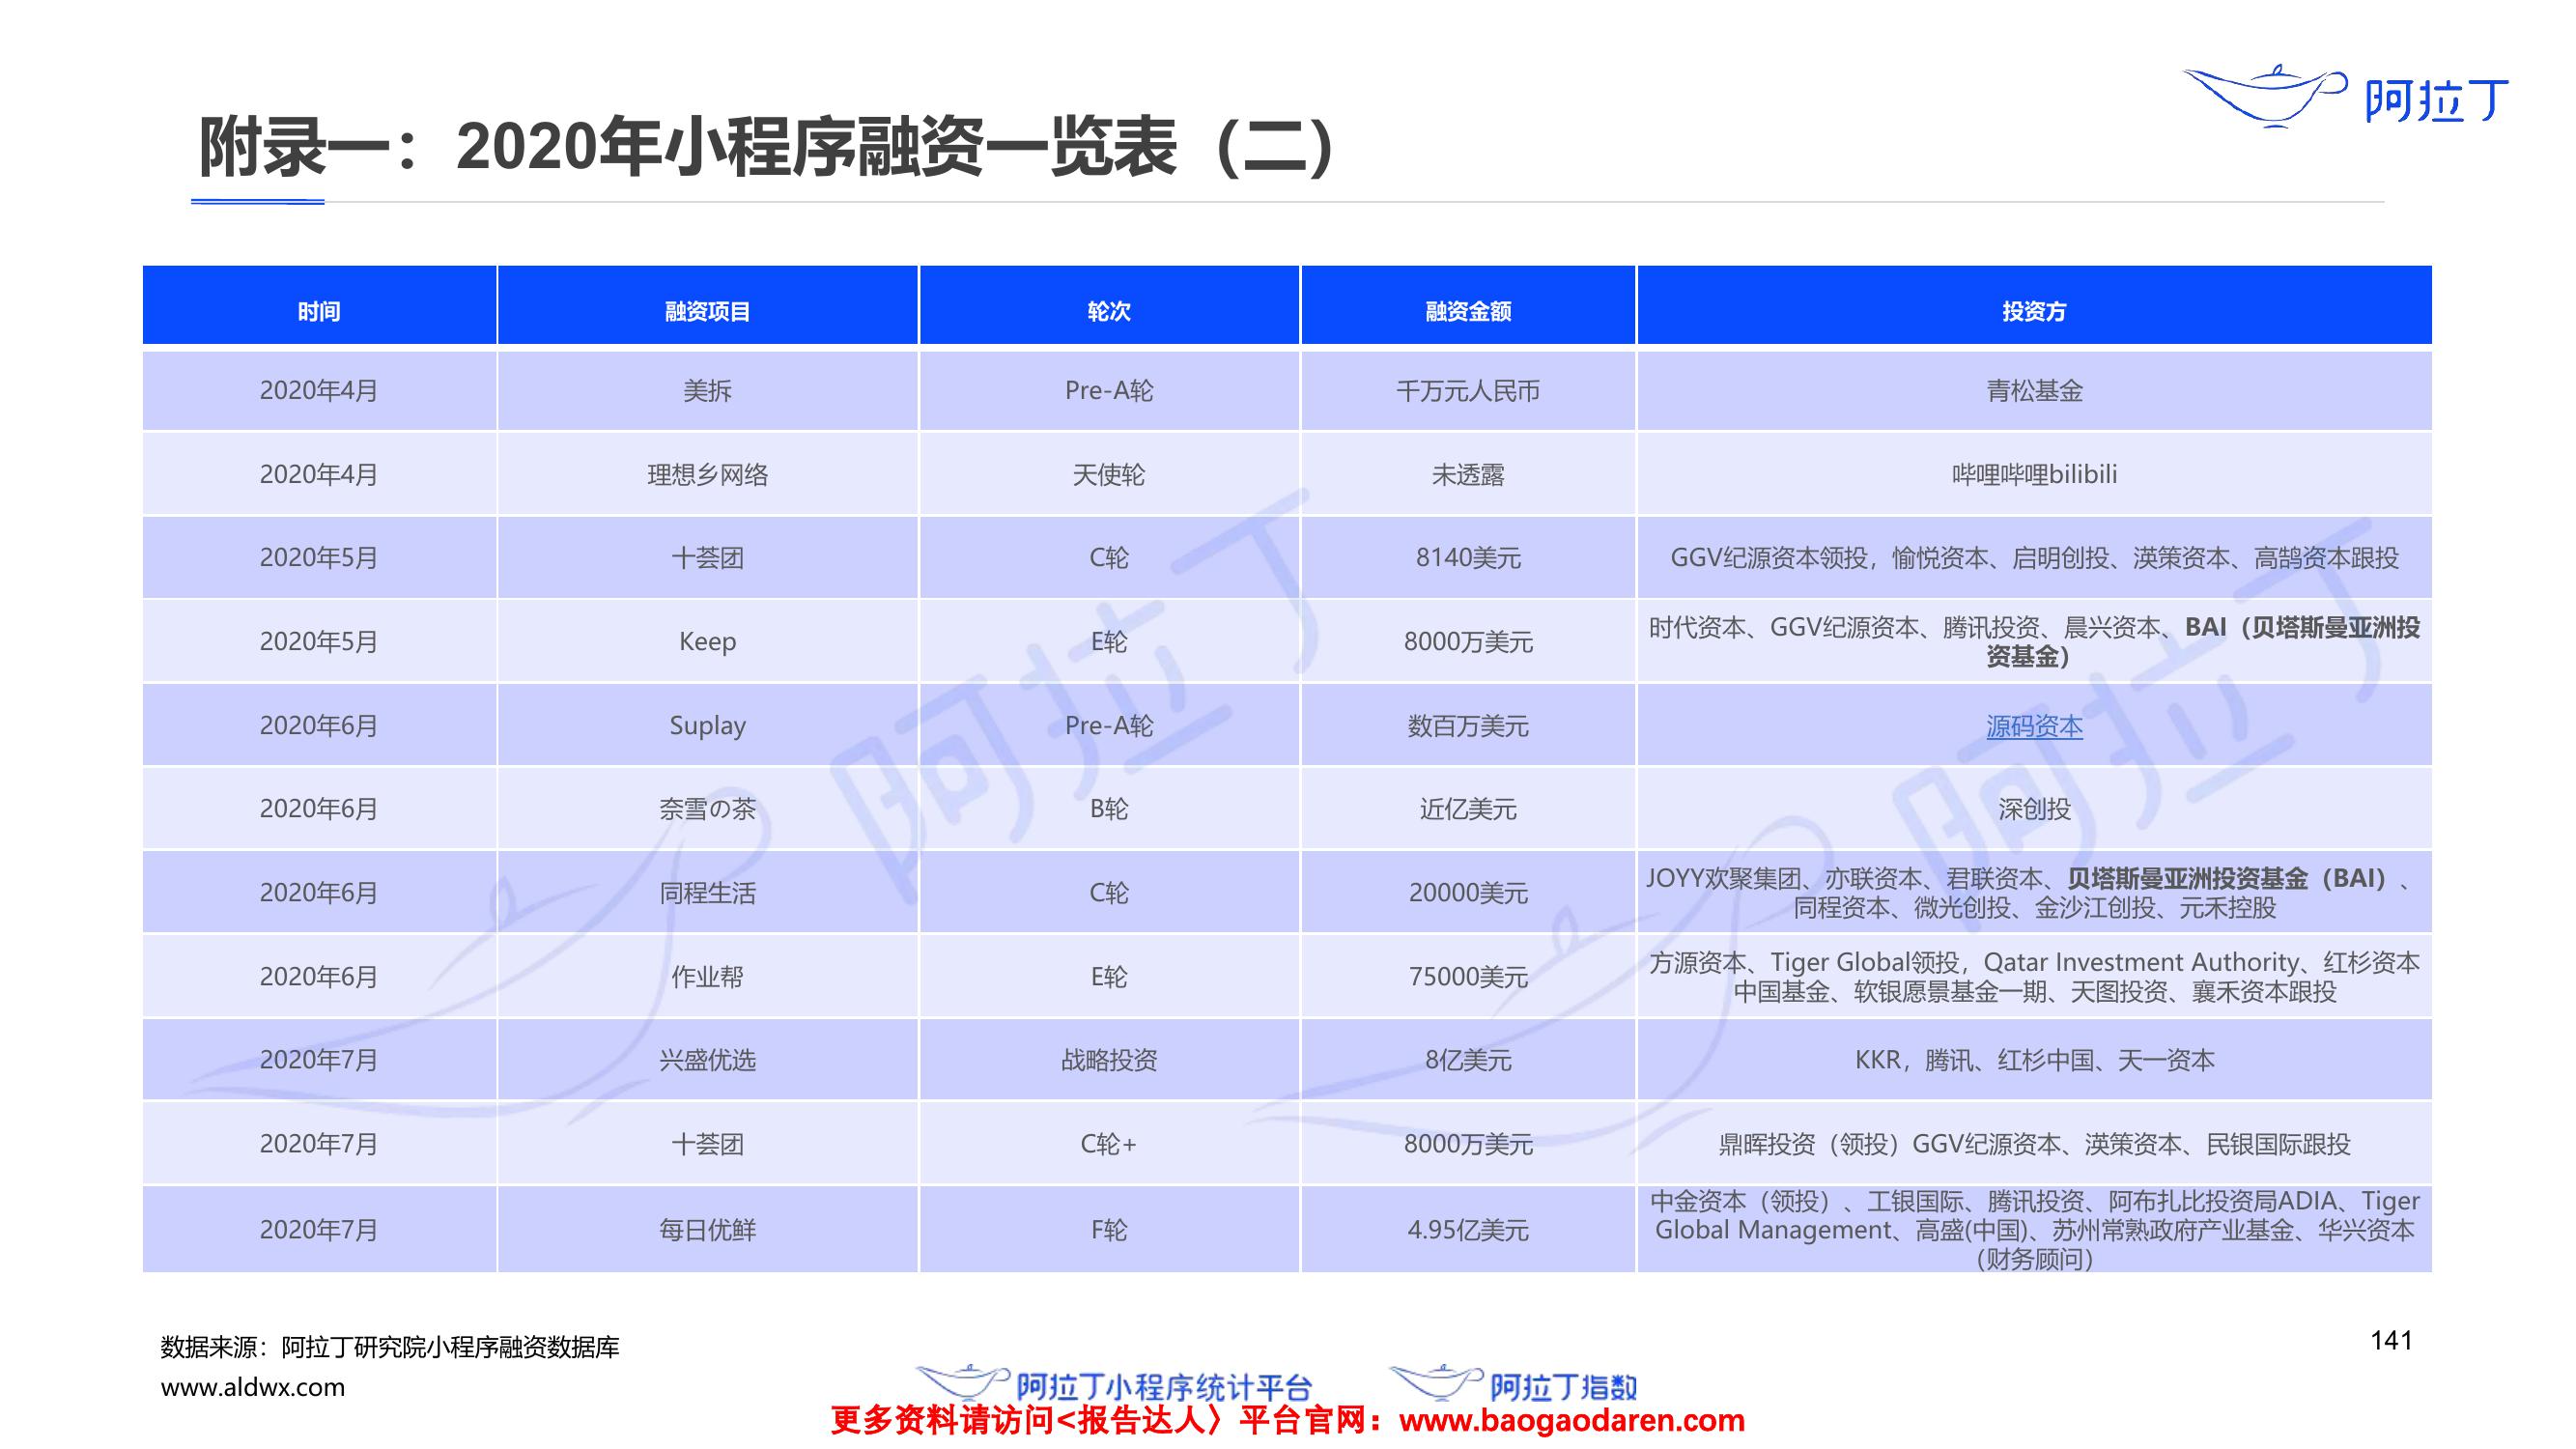 阿拉丁
附录一：2020年小程序融资一览表（二）
时间 融资项目 轮次 融资金额 投资方
2020年4月 美拆 Pre-A轮 千万元人民币 青松基金
2020年4月 理想乡网络 天使轮 未透露 哔哩哔哩bilibili
2020年5月 十荟团 C轮 8140美元 GGV纪源资本领投，愉悦资本、启明创投、渶策资本、高鹄资本跟投
2020年5月 Keep E轮 8000万美元 时代资本、GGV纪源资本、腾讯投资、晨兴资本、BAI（贝塔斯曼亚洲投
资基金）
2020年6月 Suplay Pre-A轮 数百万美元 源码资本
2020年6月 奈雪の茶 B轮 近亿美元 深创投
2020年6月 同程生活 C轮 20000美元 JOYY欢聚集团、亦联资本、君联资本、贝塔斯曼亚洲投资基金（BAI）、
同程资本、微光创投、金沙江创投、元禾控股
2020年6月 作业帮 E轮 75000美元 方源资本、Tiger Global领投，Qatar Investment Authority、红杉资本
中国基金、软银愿景基金一期、天图投资、襄禾资本跟投
2020年7月 兴盛优选 战略投资 8亿美元 KKR，腾讯、红杉中国、天一资本
2020年7月 十荟团 C轮+ 8000万美元 鼎晖投资（领投）GGV纪源资本、渶策资本、民银国际跟投
2020年7月 每日优鲜 F轮 4.95亿美元 中金资本（领投）、工银国际、腾讯投资、阿布扎比投资局ADIA、Tiger
Global Management、高盛(中国)、苏州常熟政府产业基金、华兴资本
（财务顾问）
阿拉丁
阿拉丁
数据来源：阿拉丁研究院小程序融资数据库
141
www.aldwx.com
阿拉丁小程序统计平台 阿拉丁指数
更多资料请访问<报告达人〉平台官网：www.baogaodaren.com